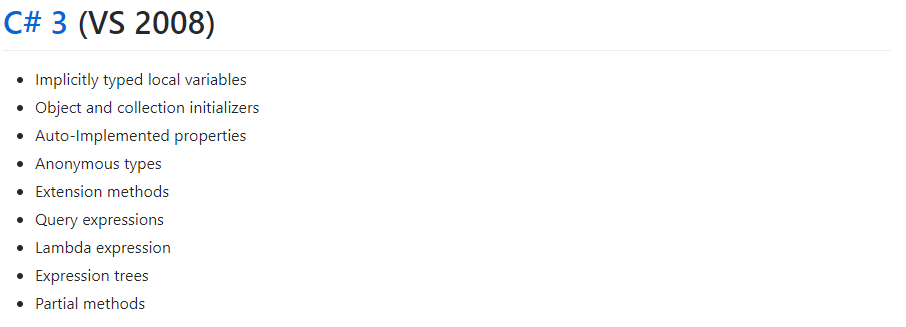 C# 3 (VS 2008)
Implicitly typed local variables
Object and collection initializers
Auto-Implemented properties
Anonymous types
Extension methods
Query expressions
Lambda expression
Expression trees
Partial methods